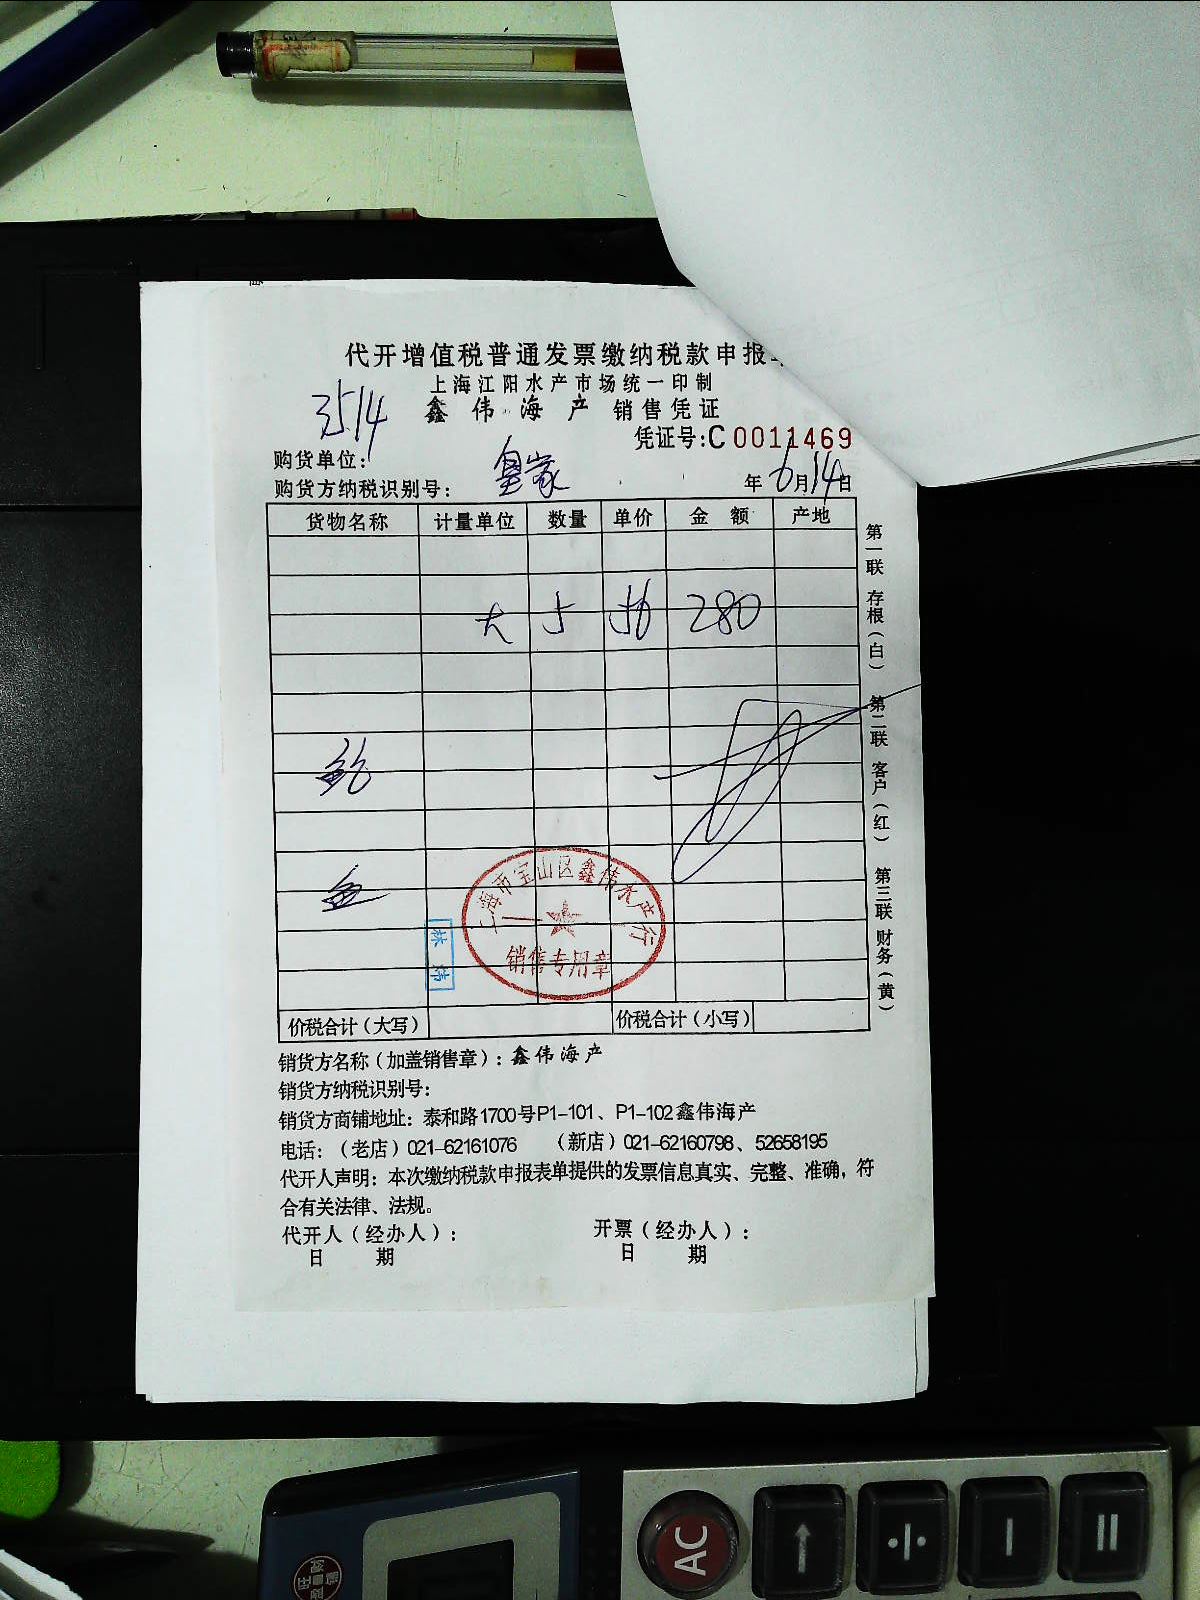 代开增值税普通发票缴纳税款申报
上海江阳水产市场统一印制
3514
鑫伟海产 销售凭证
凭证号:C 0011469
购货单位:
皇家
购货方纳税识别号: 年 6月14日
货物名称 计量单位 数量 单价 金额 产地
大 5 56 280
鲍
鱼
第一联 存根(白) 第二联 客户(红) 第三联 财务(黄)
上海市宝山区鑫伟水产行
销售专用章
林 伟
价税合计(大写) 价税合计(小写)
销货方名称(加盖销售章): 鑫伟海产
销货方纳税识别号:
销货方商铺地址: 泰和路1700号P1-101、P1-102鑫伟海产
电话: (老店)021-62161076 (新店)021-62160798、52658195
代开人声明: 本次缴纳税款申报表单提供的发票信息真实、完整、准确, 符
合有关法律、法规。
代开人(经办人): 开票(经办人):
日 期 日 期
AC ↑ ÷ − =